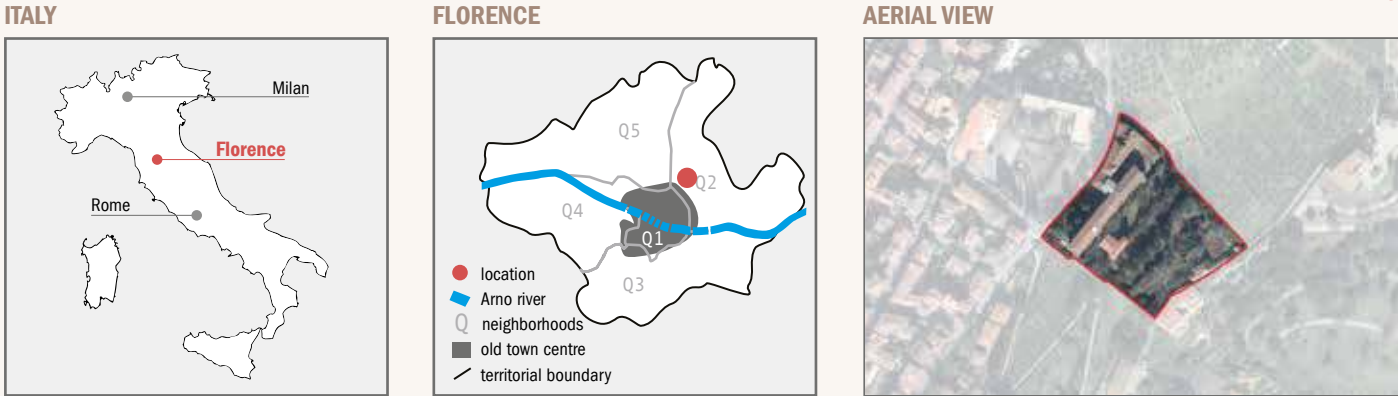 ITALY
Milan
Florence
Rome
FLORENCE
Q5
Q2
Q4
Q1
Q3
location
Arno river
Q neighborhoods
old town centre
territorial boundary
AERIAL VIEW